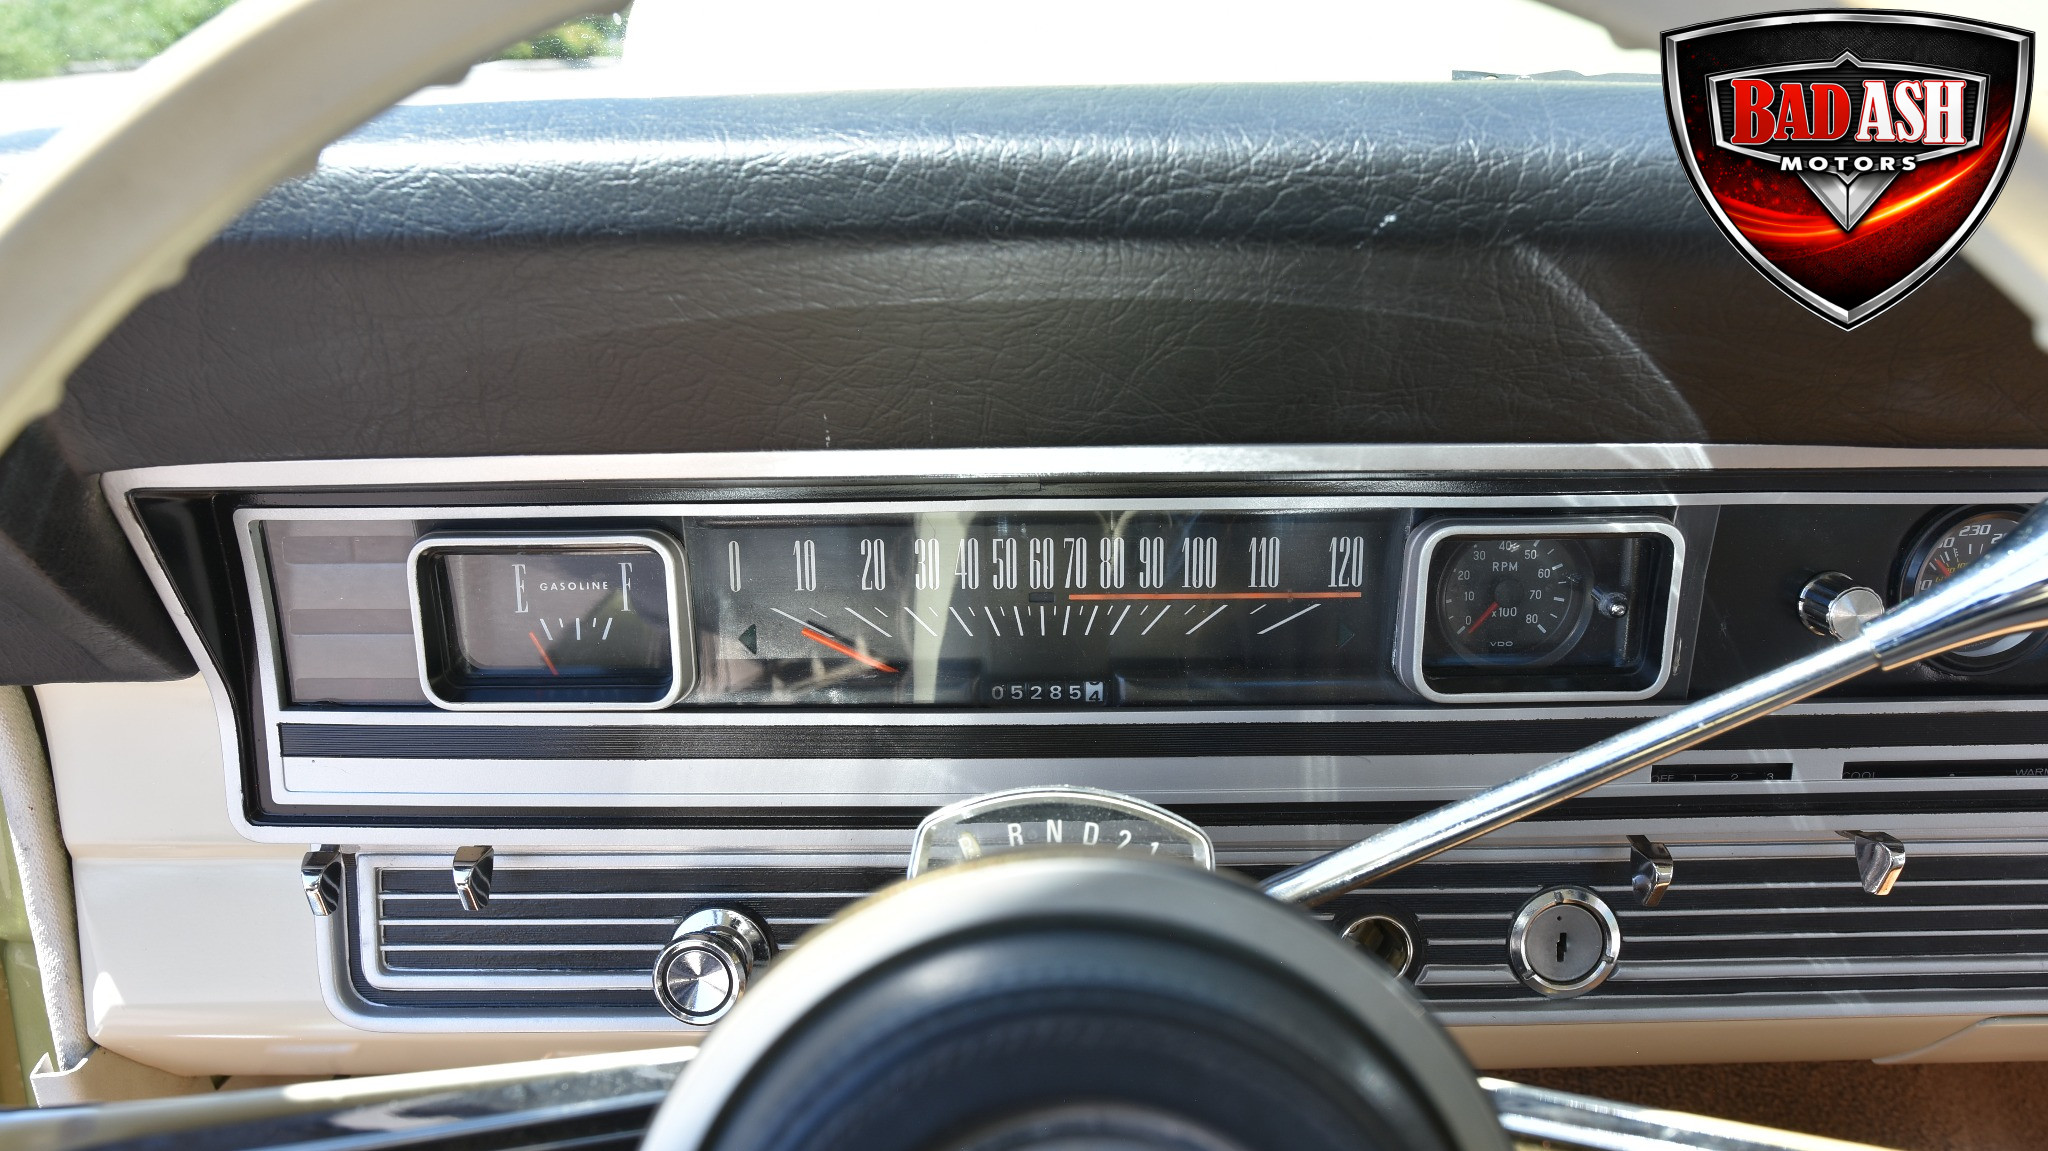 BAD ASH
MOTORS
E GASOLINE F
0 10 20 30 40 50 60 70 80 90 100 110 120
0 10 20 30 40 50 60 70 80
RPM
x100
VDO
230
05285
OFF 1 2 3
COOL
R N D 2 1